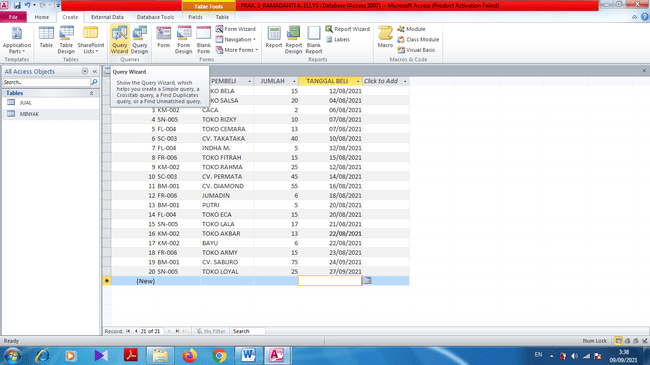 PRAK. 3_RAMADAHTI A. ELLYS : Database (Access 2007) - Microsoft Access (Product Activation Failed)
Table Tools
File Home Create External Data Database Tools Fields Table
Application Parts
Table
Table Design
SharePoint Lists
Query Wizard
Query Design
Form
Form Design
Blank Form
Form Wizard
Navigation
More Forms
Report
Report Design
Blank Report
Report Wizard
Labels
Macro
Module
Class Module
Visual Basic
Templates Tables Queries Forms Reports Macros & Code
All Access Objects
Search...
Tables
JUAL
MINYAK
Query Wizard
Show the Query Wizard, which
helps you create a Simple query, a
Crosstab query, a Find Duplicates
query, or a Find Unmatched query.
PEMBELI JUMLAH TANGGAL BELI Click to Add
KO BELA 15 12/08/2021
KO SALSA 20 04/08/2021
3 KM-002 CACA 2 06/08/2021
4 SN-005 TOKO RIZKY 10 07/08/2021
5 FL-004 TOKO CEMARA 13 07/08/2021
6 SC-003 CV. TAKATAKA 40 10/08/2021
7 FL-004 INDHA M. 5 12/08/2021
8 FR-006 TOKO FITRAH 15 15/08/2021
9 KM-002 TOKO RAHMA 25 12/08/2021
10 SC-003 CV. PERMATA 45 14/08/2021
11 BM-001 CV. DIAMOND 55 16/08/2021
12 FR-006 JUMADIN 6 18/08/2021
13 BM-001 PUTRI 5 20/08/2021
14 FL-004 TOKO ECA 15 20/08/2021
15 SN-005 TOKO LALA 17 21/08/2021
16 KM-002 TOKO AKBAR 13 22/08/2021
17 KM-002 BAYU 6 22/08/2021
18 FR-006 TOKO ARMY 15 23/08/2021
19 BM-001 CV. SABURO 75 24/09/2021
20 SN-005 TOKO LOYAL 25 27/09/2021
(New)
Record: 21 of 21 No Filter Search
Ready
Num Lock
EN
3:38
09/09/2021